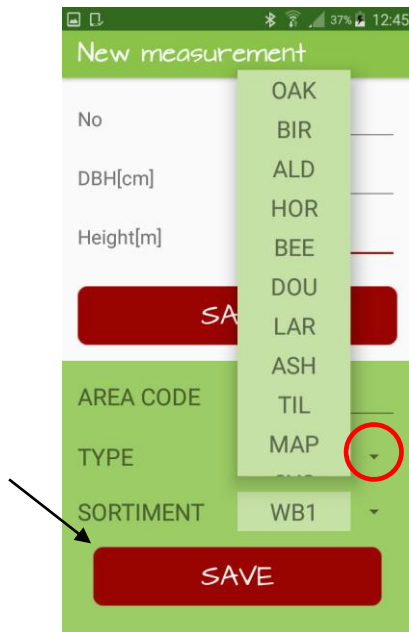 37% 12:45
New measurement
OAK
No
BIR
DBH[cm]
ALD
HOR
Height[m]
BEE
DOU
SA
LAR
ASH
AREA CODE
TIL
TYPE
MAP
SORTIMENT WB1
SAVE